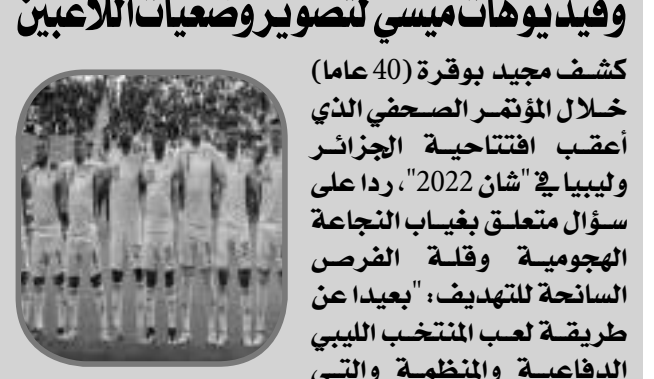 وفيديوهات ميسي لتصوير وضعيات اللاعبين
كشف مجيد بوقرة (40 عاما)
خلال المؤتمر الصحفي الذي
أعقب افتتاحية الجزائر
وليبيا في "شان 2022"، ردا على
سؤال متعلق بغياب النجاعة
الهجومية وقلة الفرص
السانحة للتهديف: "بعيدا عن
طريقة لعب المنتخب الليبي
الدفاعية والمنظمة والتي